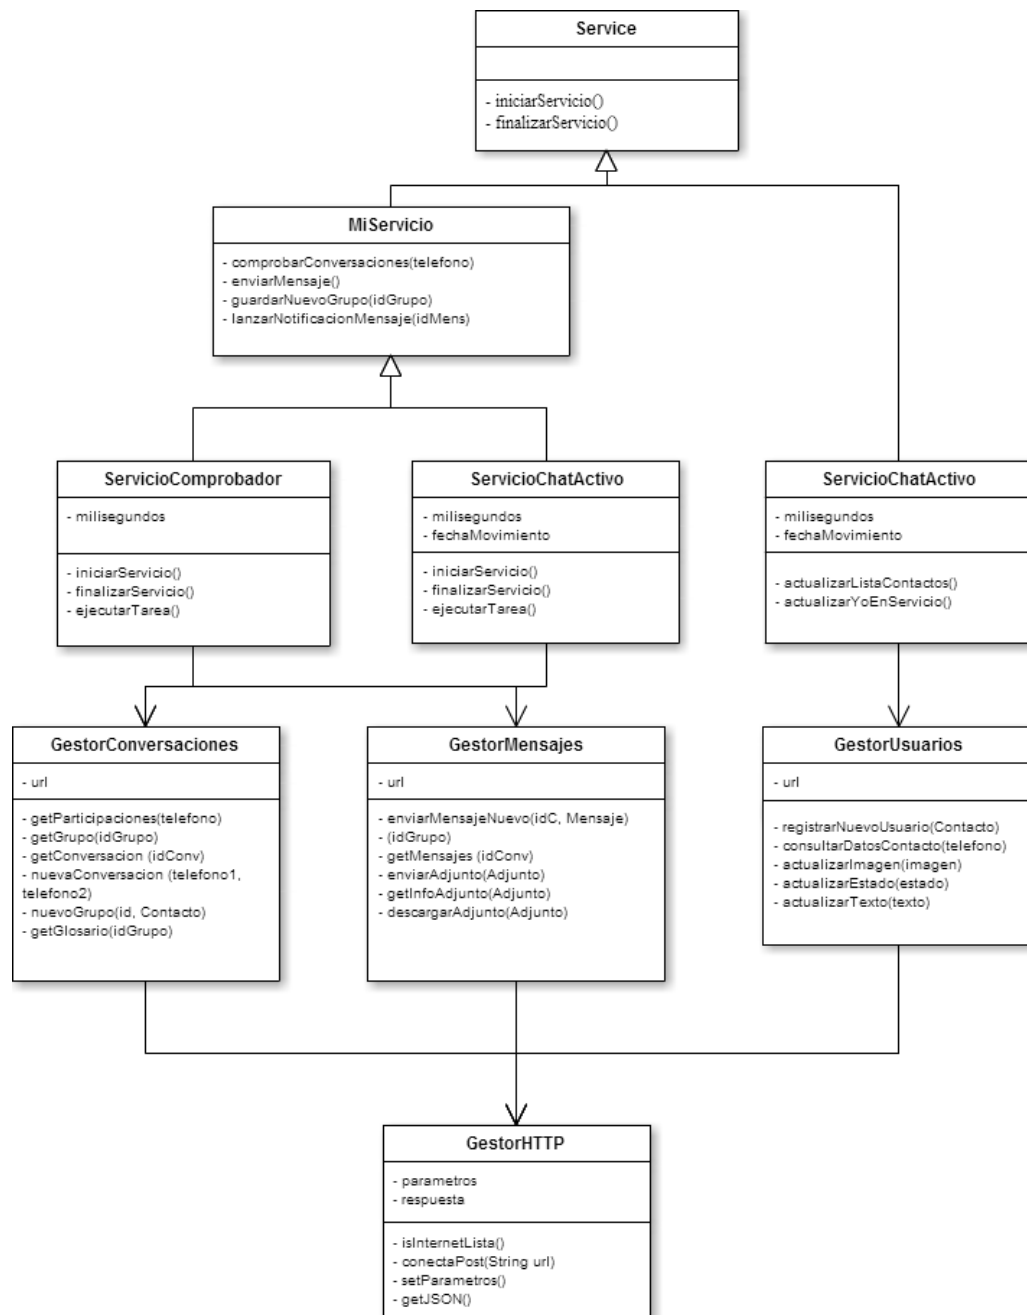 Service
- iniciarServicio()
- finalizarServicio()
MiServicio
- comprobarConversaciones(telefono)
- enviarMensaje()
- guardarNuevoGrupo(idGrupo)
- lanzarNotificacionMensaje(idMens)
ServicioComprobador
- milisegundos
- iniciarServicio()
- finalizarServicio()
- ejecutarTarea()
ServicioChatActivo
- milisegundos
- fechaMovimiento
- iniciarServicio()
- finalizarServicio()
- ejecutarTarea()
ServicioChatActivo
- milisegundos
- fechaMovimiento
- actualizarListaContactos()
- actualizarYoEnServicio()
GestorConversaciones
- url
- getParticipaciones(telefono)
- getGrupo(idGrupo)
- getConversacion (idConv)
- nuevaConversacion (telefono1,
telefono2)
- nuevoGrupo(id, Contacto)
- getGlosario(idGrupo)
GestorMensajes
- url
- enviarMensajeNuevo(idC, Mensaje)
- (idGrupo)
- getMensajes (idConv)
- enviarAdjunto(Adjunto)
- getInfoAdjunto(Adjunto)
- descargarAdjunto(Adjunto)
GestorUsuarios
- url
- registrarNuevoUsuario(Contacto)
- consultarDatosContacto(telefono)
- actualizarImagen(imagen)
- actualizarEstado(estado)
- actualizarTexto(texto)
GestorHTTP
- parametros
- respuesta
- isInternetLista()
- conectaPost(String url)
- setParametros()
- getJSON()